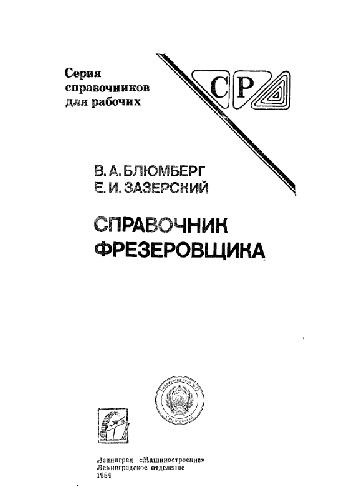 Серия
справочников
для рабочих
СР
В. А. БЛЮМБЕРГ
Е. И. ЗАЗЕРСКИЙ
СПРАВОЧНИК
ФРЕЗЕРОВЩИКА
Ленинград «Машиностроение»
Ленинградское отделение